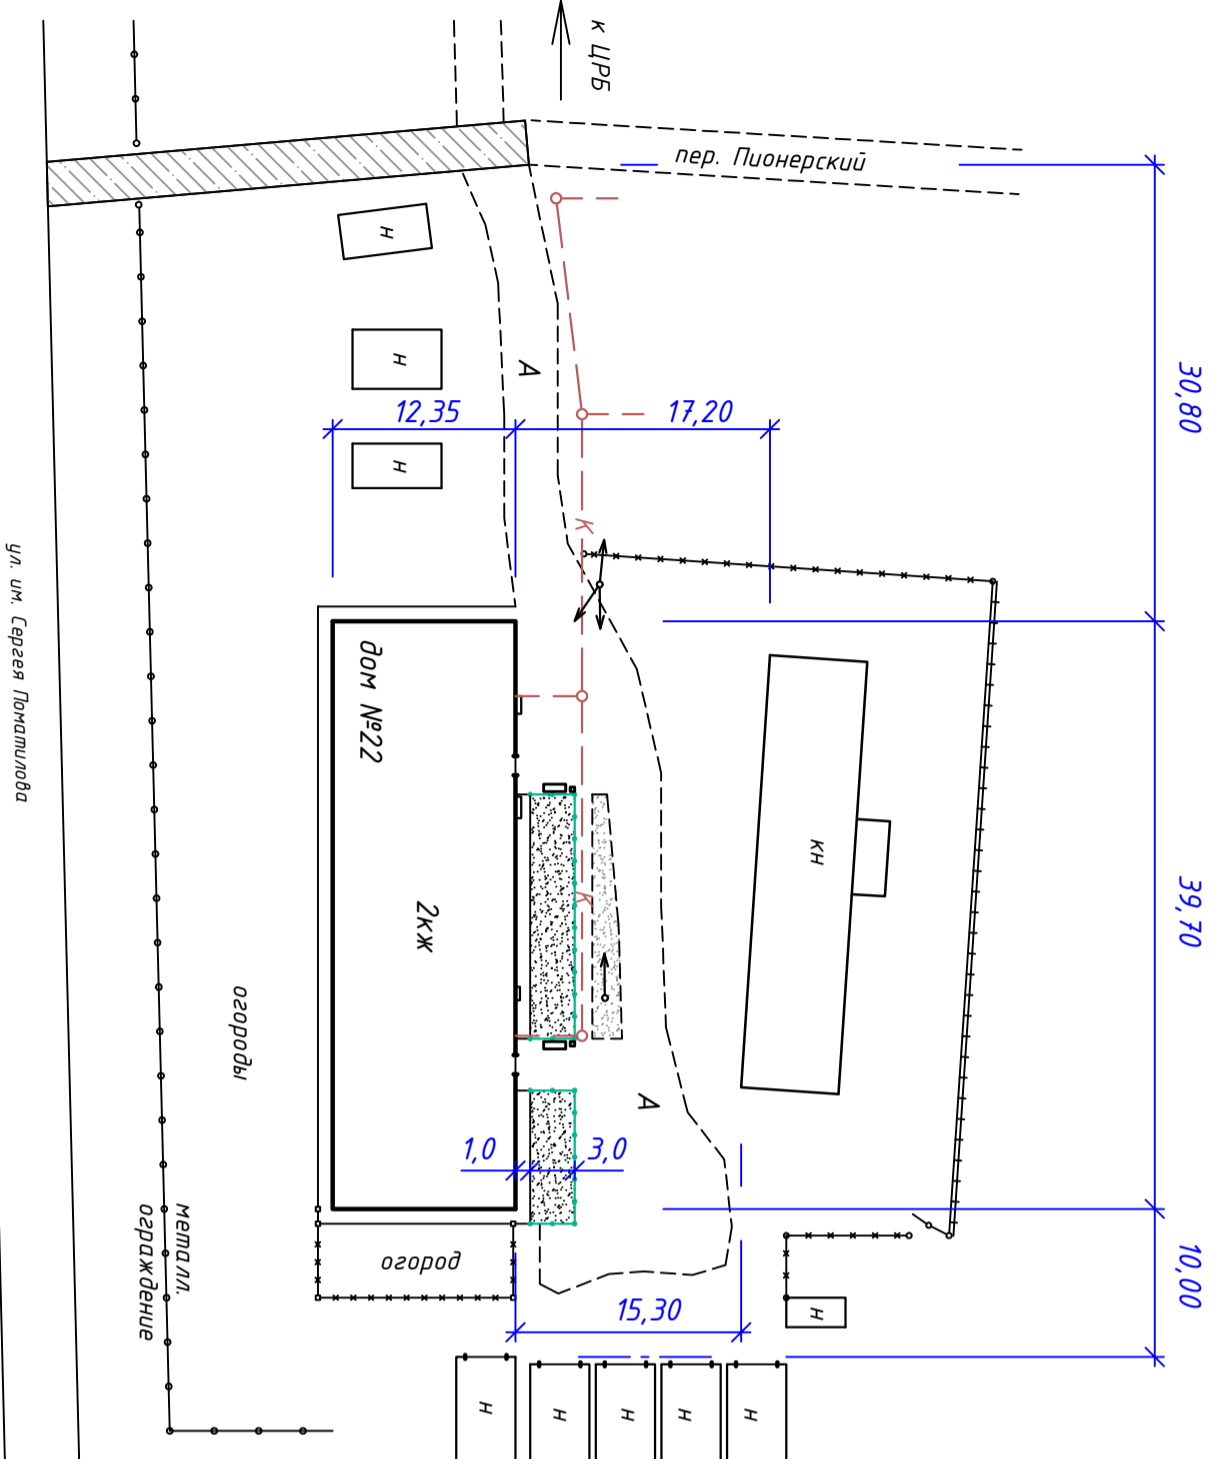 к ЦРБ
пер. Пионерский
н
н
н
А
12,35
17,20
30,80
К
дом №22
2кж
кн
К
39,70
ул. им. Сергея Поматилова
огороды
А
1,0
3,0
металл.
ограждение
огород
15,30
н
10,00
н
н
н
н
н